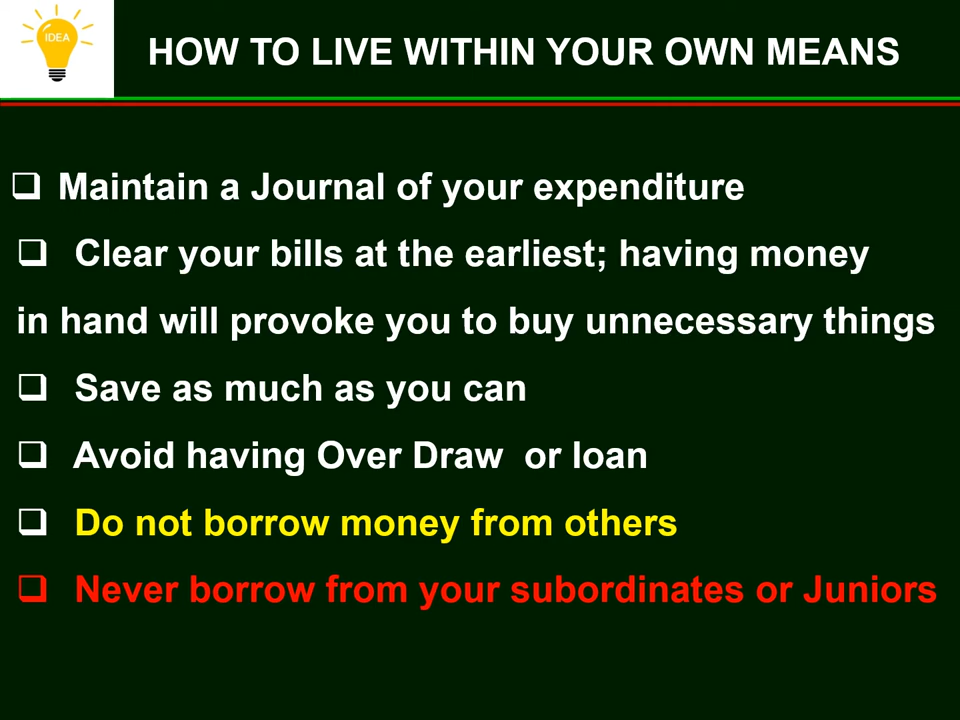 IDEA
HOW TO LIVE WITHIN YOUR OWN MEANS
❑ Maintain a Journal of your expenditure
❑ Clear your bills at the earliest; having money
in hand will provoke you to buy unnecessary things
❑ Save as much as you can
❑ Avoid having Over Draw or loan
❑ Do not borrow money from others
❑ Never borrow from your subordinates or Juniors